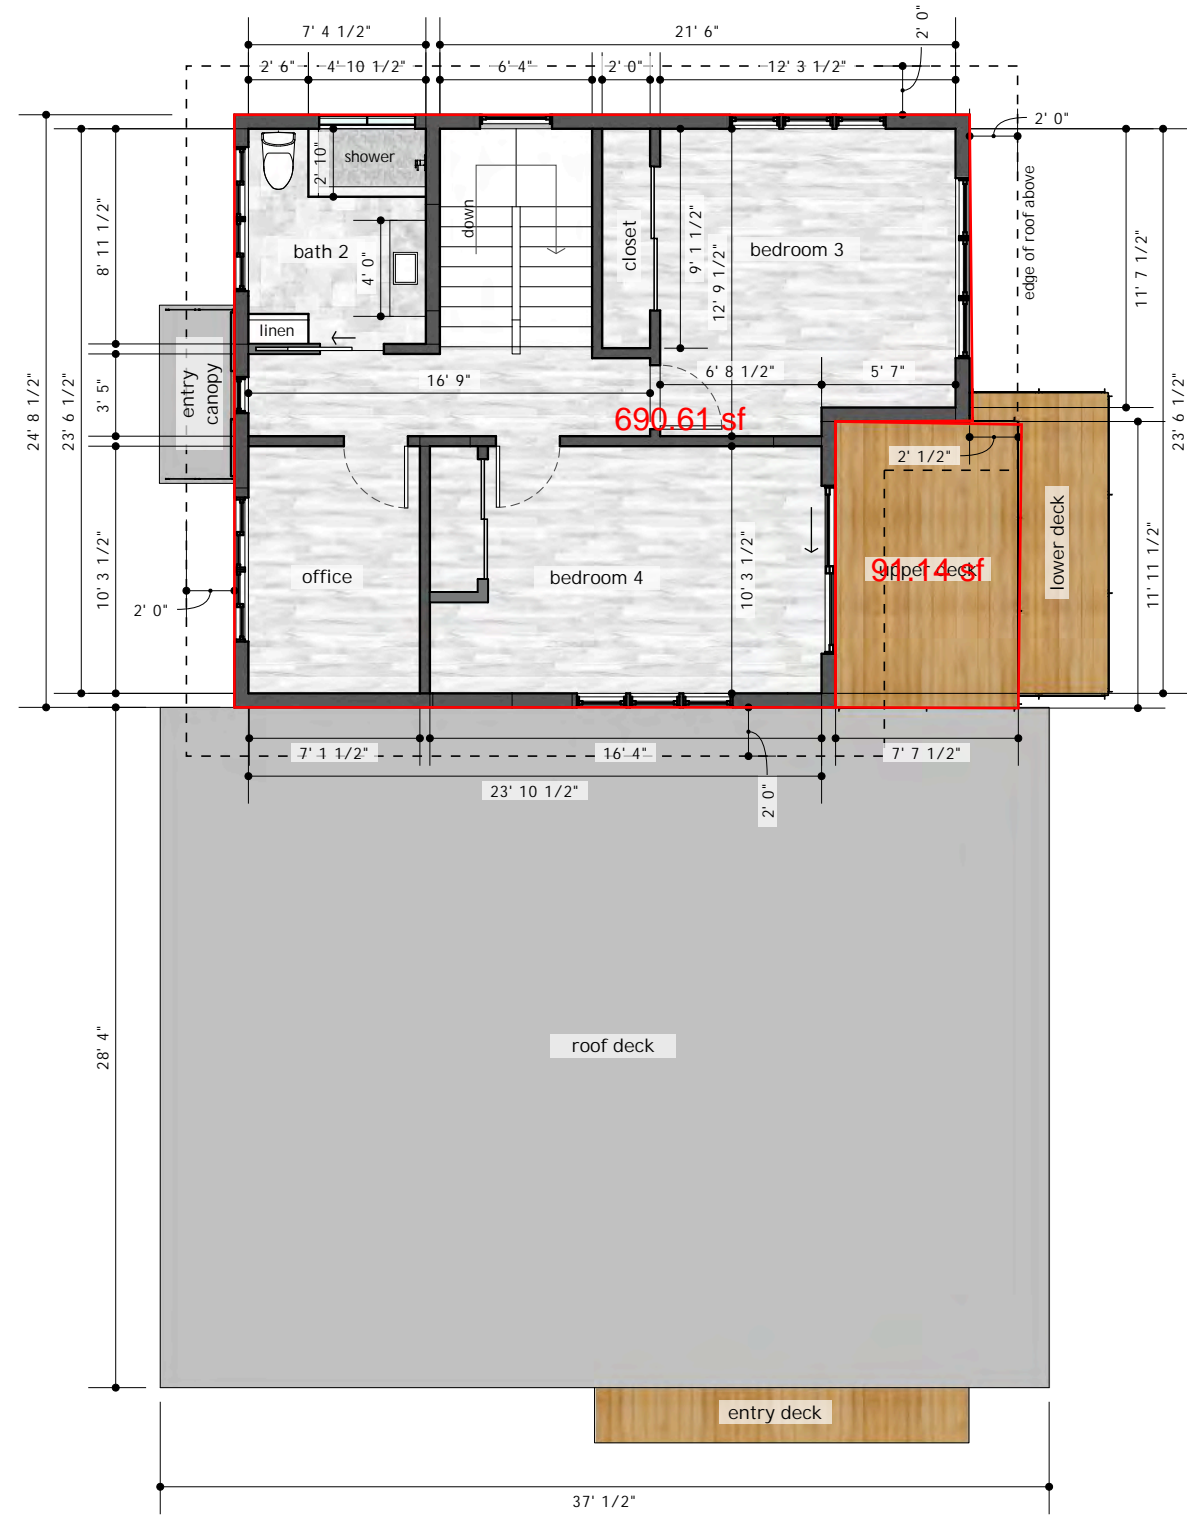 2' 0"
7' 4 1/2"
21' 6"
2' 6"
4' 10 1/2"
6' 4"
2' 0"
12' 3 1/2"
2' 0"
shower
2' 10"
8' 11 1/2"
bath 2
4' 0"
down
closet
9' 1 1/2"
12' 9 1/2"
bedroom 3
edge of roof above
11' 7 1/2"
linen
entry
canopy
3' 5"
24' 8 1/2"
23' 6 1/2"
16' 9"
6' 8 1/2"
5' 7"
690.61 sf
23' 6 1/2"
2' 1/2"
10' 3 1/2"
office
bedroom 4
10' 3 1/2"
upper deck
91.14 sf
lower deck
11' 11 1/2"
2' 0"
7' 1 1/2"
16' 4"
7' 7 1/2"
23' 10 1/2"
2' 0"
28' 4"
roof deck
entry deck
37' 1/2"